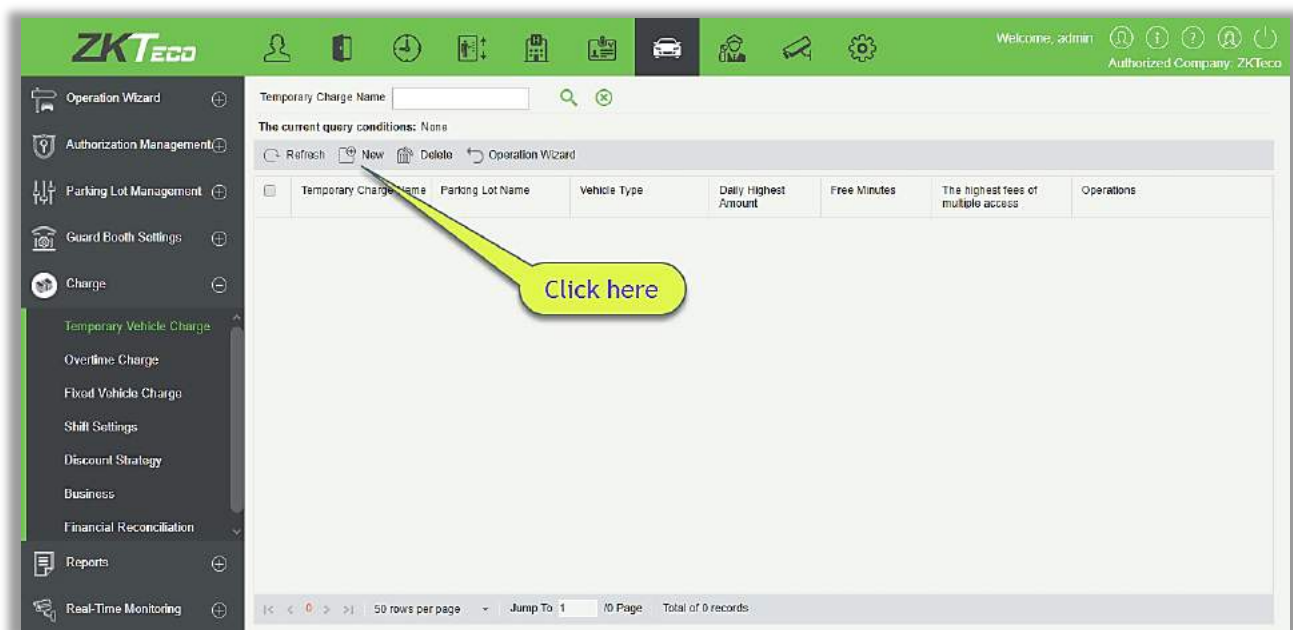 ZKTeco
Welcome, admin
Authorized Company: ZKTeco
Operation Wizard
Authorization Management
Parking Lot Management
Guard Booth Settings
Charge
Temporary Vehicle Charge
Overtime Charge
Fixed Vehicle Charge
Shift Settings
Discount Strategy
Business
Financial Reconciliation
Reports
Real-Time Monitoring
Temporary Charge Name
The current query conditions: None
Refresh New Delete Operation Wizard
Temporary Charge Name Parking Lot Name Vehicle Type Daily Highest Amount Free Minutes The highest fees of multiple access Operations
Click here
|< < 0 > >| 50 rows per page Jump To 1 /0 Page Total of 0 records